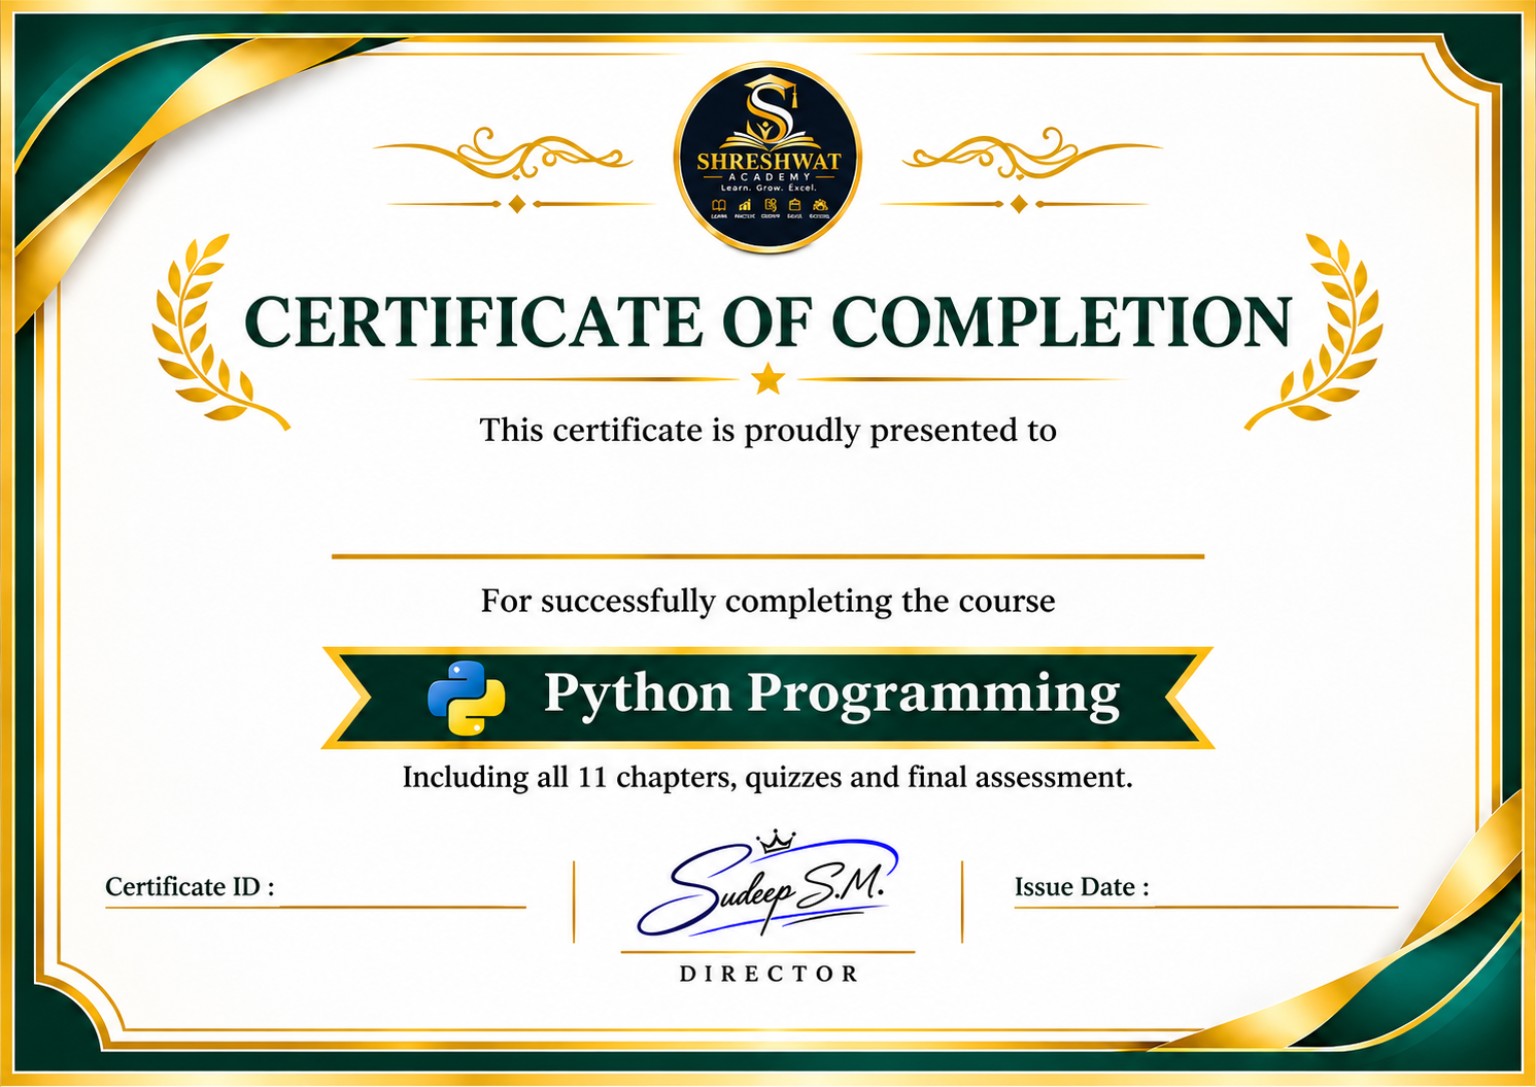 SHRESHWAT
ACADEMY
Learn. Grow. Excel.
CERTIFICATE OF COMPLETION
This certificate is proudly presented to
For successfully completing the course
Python Programming
Including all 11 chapters, quizzes and final assessment.
Certificate ID :
Sudeep S.M.
Issue Date :
DIRECTOR